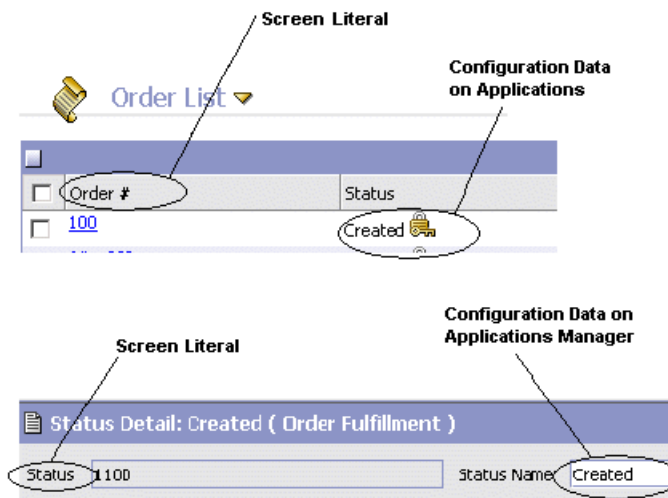 Screen Literal
Configuration Data
on Applications
Order List
Order #
Status
100
Created
Configuration Data on
Applications Manager
Screen Literal
Status Detail: Created ( Order Fulfillment )
Status 1100
Status Name Created